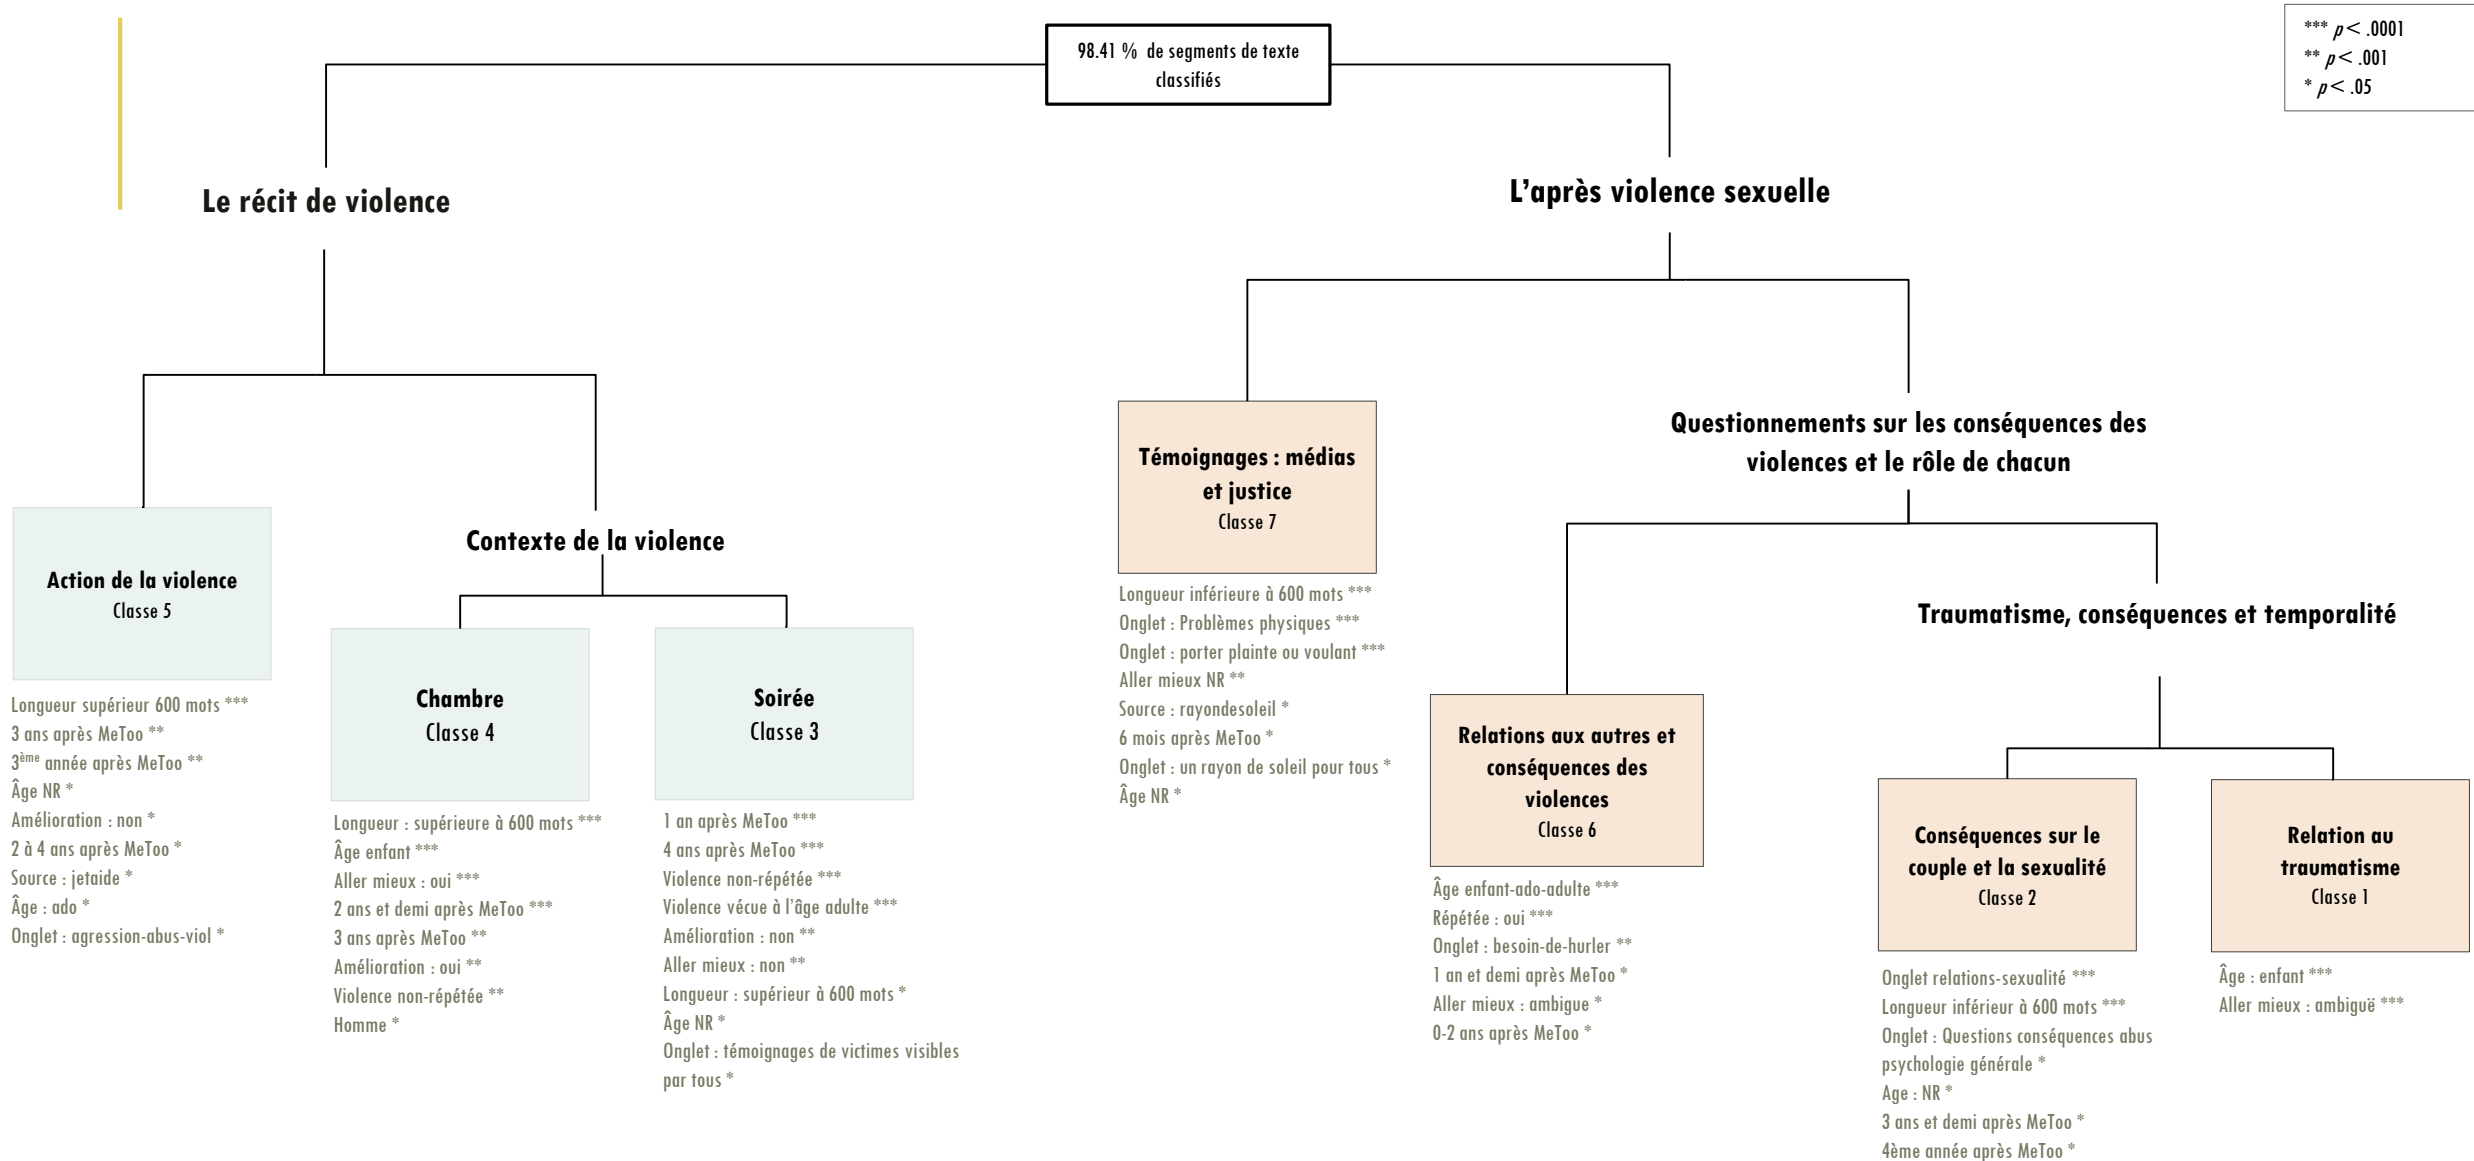 98.41 % de segments de texte
classifiés
*** p < .0001
** p < .001
* p < .05
Le récit de violence
L'après violence sexuelle
Action de la violence
Classe 5
Longueur supérieur 600 mots ***
3 ans après MeToo **
3ème année après MeToo **
Âge NR *
Amélioration : non *
2 à 4 ans après MeToo *
Source : jetaide *
Âge : ado *
Onglet : agression-abus-viol *
Contexte de la violence
Chambre
Classe 4
Longueur : supérieure à 600 mots ***
Âge enfant ***
Aller mieux : oui ***
2 ans et demi après MeToo ***
3 ans après MeToo **
Amélioration : oui **
Violence non-répétée **
Homme *
Soirée
Classe 3
1 an après MeToo ***
4 ans après MeToo ***
Violence non-répétée ***
Violence vécue à l'âge adulte ***
Amélioration : non **
Aller mieux : non **
Longueur : supérieur à 600 mots *
Âge NR *
Onglet : témoignages de victimes visibles
par tous *
Témoignages : médias
et justice
Classe 7
Longueur inférieure à 600 mots ***
Onglet : Problèmes physiques ***
Onglet : porter plainte ou voulant ***
Aller mieux NR **
Source : rayondesoleil *
6 mois après MeToo *
Onglet : un rayon de soleil pour tous *
Âge NR *
Questionnements sur les conséquences des
violences et le rôle de chacun
Relations aux autres et
conséquences des
violences
Classe 6
Âge enfant-ado-adulte ***
Répétée : oui ***
Onglet : besoin-de-hurler **
1 an et demi après MeToo *
Aller mieux : ambigue *
0-2 ans après MeToo *
Traumatisme, conséquences et temporalité
Conséquences sur le
couple et la sexualité
Classe 2
Onglet relations-sexualité ***
Longueur inférieur à 600 mots ***
Onglet : Questions conséquences abus
psychologie générale *
Age : NR *
3 ans et demi après MeToo *
4ème année après MeToo *
Relation au
traumatisme
Classe 1
Âge : enfant ***
Aller mieux : ambiguë ***